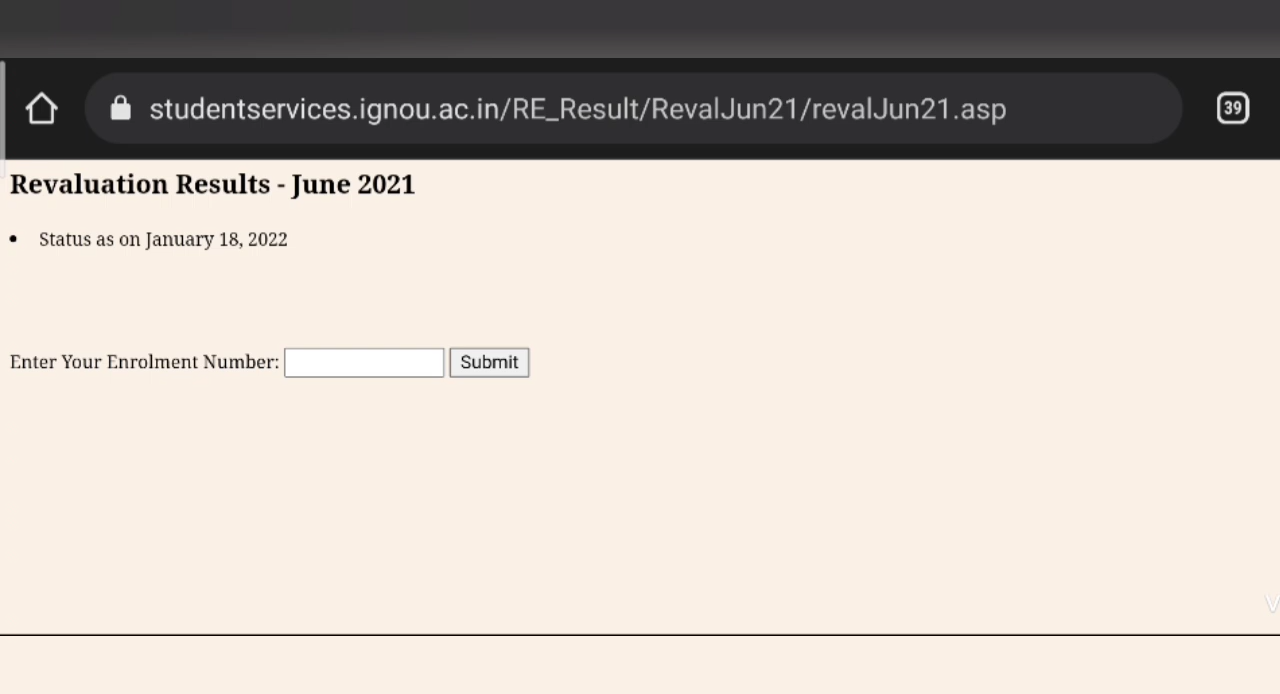 studentservices.ignou.ac.in/RE_Result/RevalJun21/revalJun21.asp
39
Revaluation Results - June 2021
• Status as on January 18, 2022
Enter Your Enrolment Number: Submit